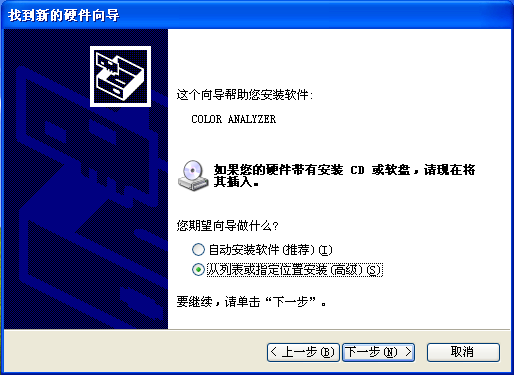 找到新的硬件向导
这个向导帮助您安装软件:
COLOR ANALYZER
如果您的硬件带有安装 CD 或软盘，请现在将
其插入。
您期望向导做什么?
自动安装软件(推荐)(I)
从列表或指定位置安装(高级)(S)
要继续，请单击“下一步”。
< 上一步(B) 下一步(N) > 取消